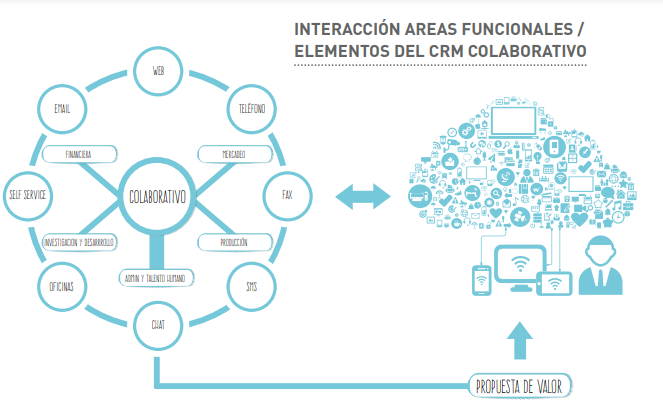 INTERACCIÓN AREAS FUNCIONALES /
ELEMENTOS DEL CRM COLABORATIVO
WEB
EMAIL
TELÉFONO
FINANCIERA
MERCADEO
SELF SERVICE
COLABORATIVO
FAX
INVESTIGACION Y DESARRROLLO
PRODUCCIÓN
ADMIN Y TALENTO HUMANO
OFICINAS
SMS
CHAT
PROPUESTA DE VALOR